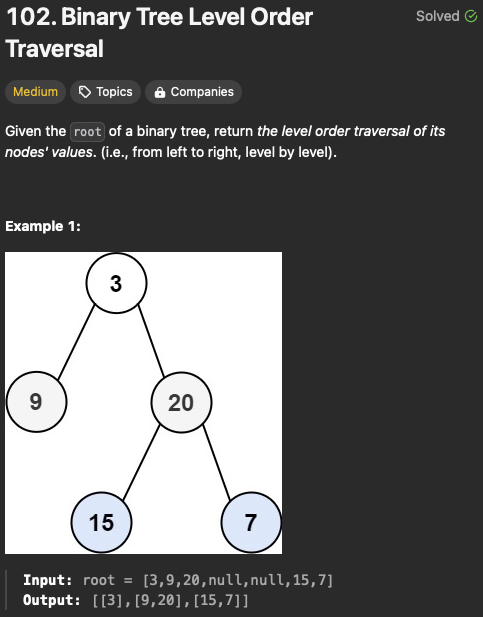 102. Binary Tree Level Order
Solved
Traversal
Medium
Topics
Companies
Given the root of a binary tree, return the level order traversal of its
nodes' values. (i.e., from left to right, level by level).
Example 1:
3
9
20
15
7
Input: root = [3,9,20,null,null,15,7]
Output: [[3],[9,20],[15,7]]